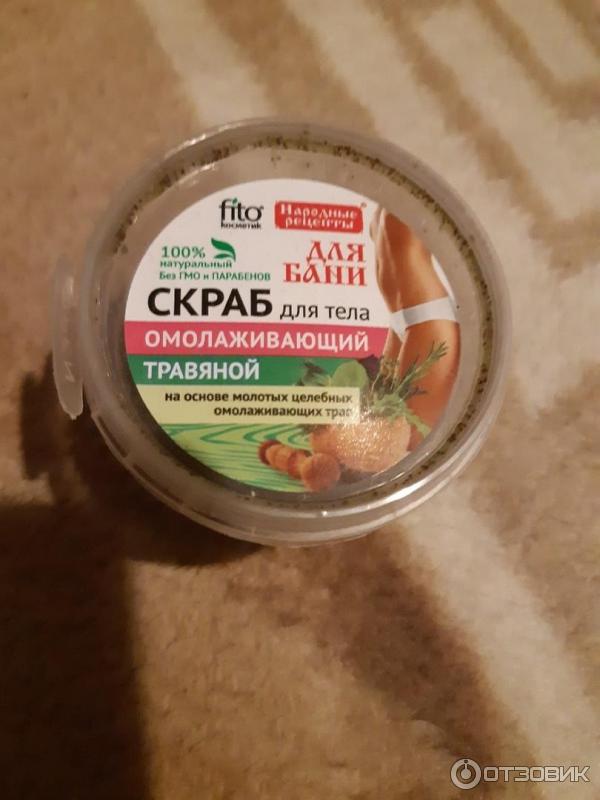 fito®
косметик
Народные
рецепты®
100%
натуральный
Без ГМО и ПАРАБЕНОВ
ДЛЯ
БАНИ
СКРАБ для тела
ОМОЛАЖИВАЮЩИЙ
ТРАВЯНОЙ
на основе молотых целебных
омолаживающих трав
ОТЗОВИК